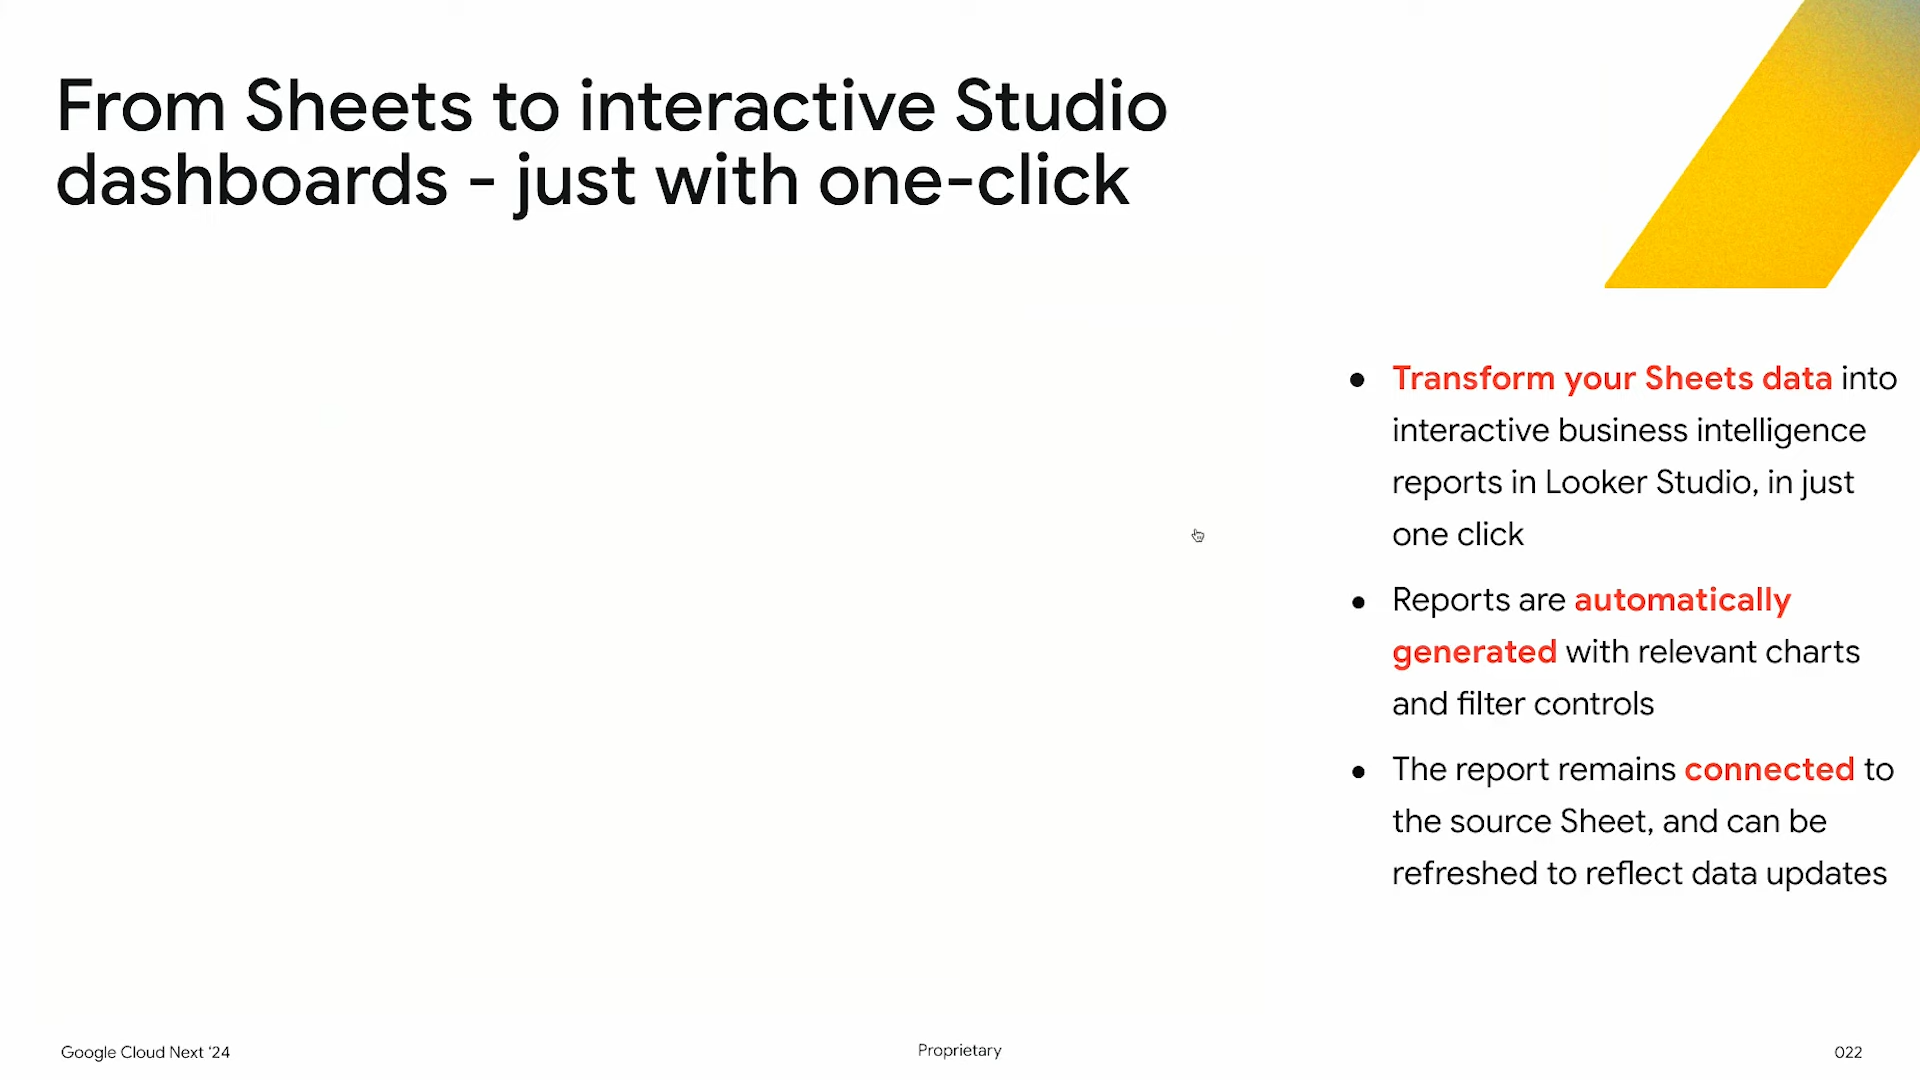 From Sheets to interactive Studio
dashboards - just with one-click
● Transform your Sheets data into
interactive business intelligence
reports in Looker Studio, in just
one click
● Reports are automatically
generated with relevant charts
and filter controls
● The report remains connected to
the source Sheet, and can be
refreshed to reflect data updates
Google Cloud Next ‘24
Proprietary
022